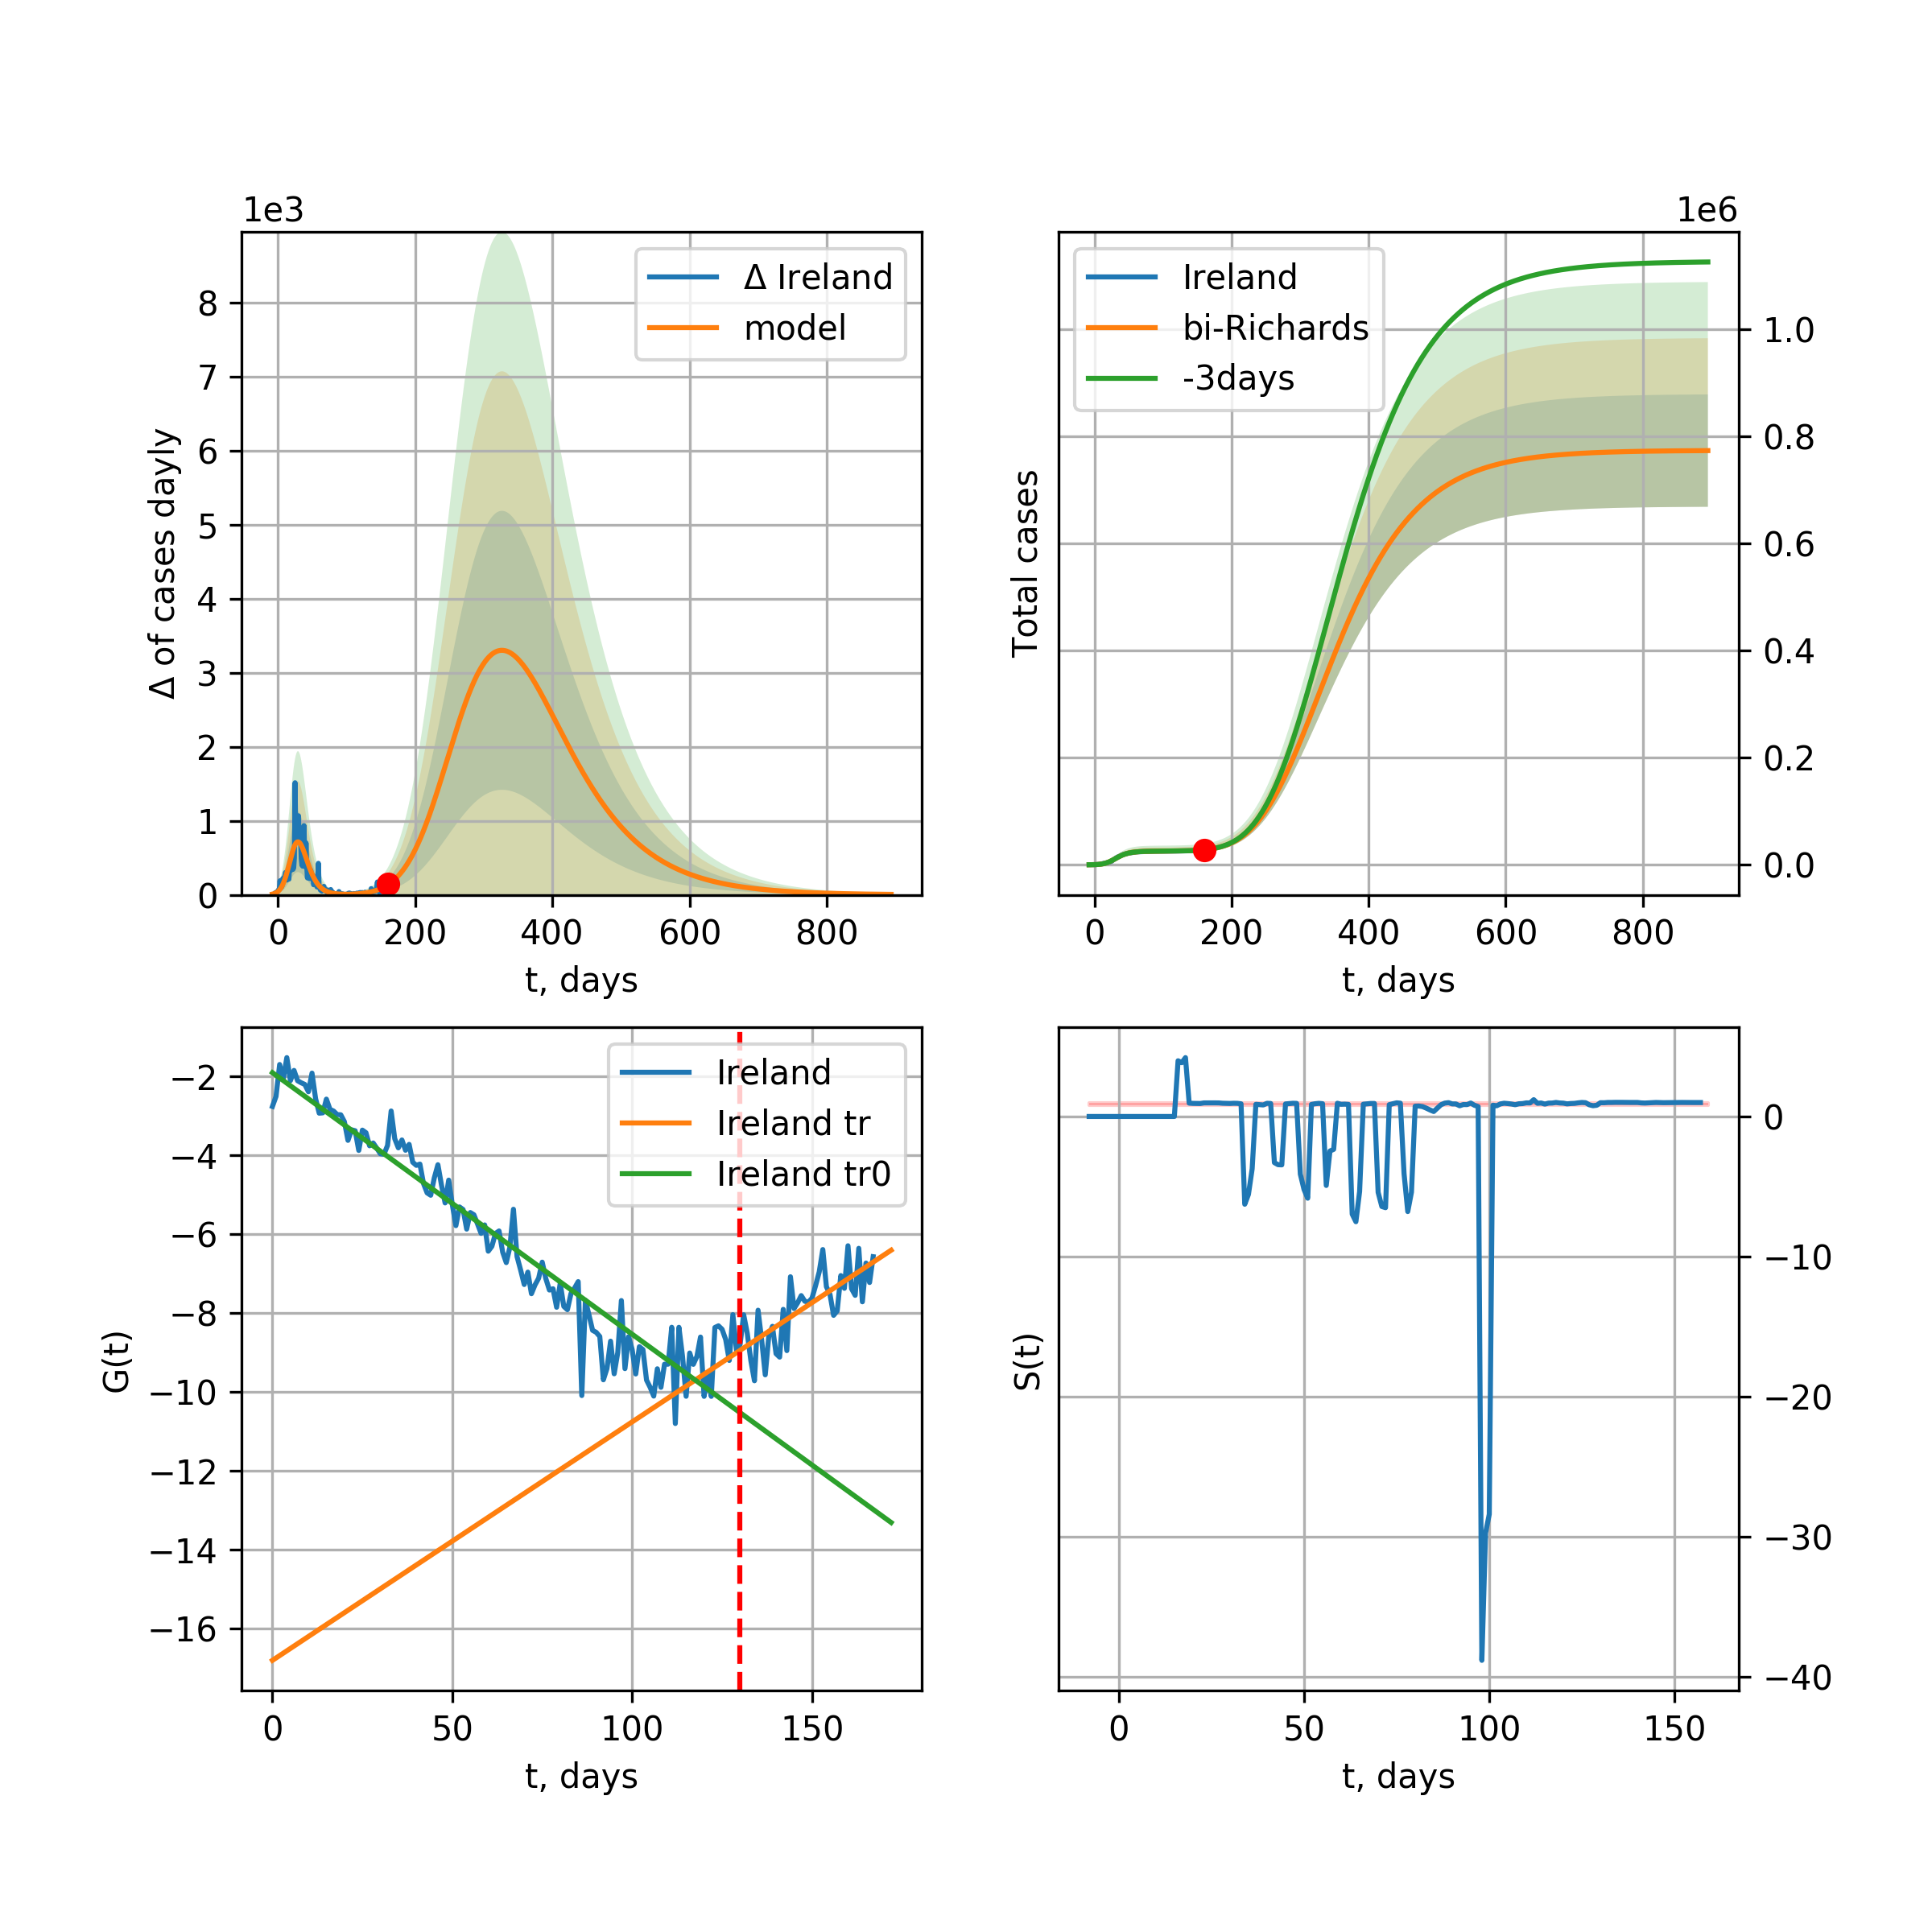 1e3
Δ Ireland
model
8
7
6
5
4
3
2
1
0
Δ of cases dayly
0 200 400 600 800
t, days
1e6
Ireland
bi-Richards
-3days
1.0
0.8
0.6
0.4
0.2
0.0
Total cases
0 200 400 600 800
t, days
Ireland
Ireland tr
Ireland tr0
−2
−4
−6
−8
−10
−12
−14
−16
G(t)
0 50 100 150
t, days
0
−10
−20
−30
−40
S(t)
0 50 100 150
t, days